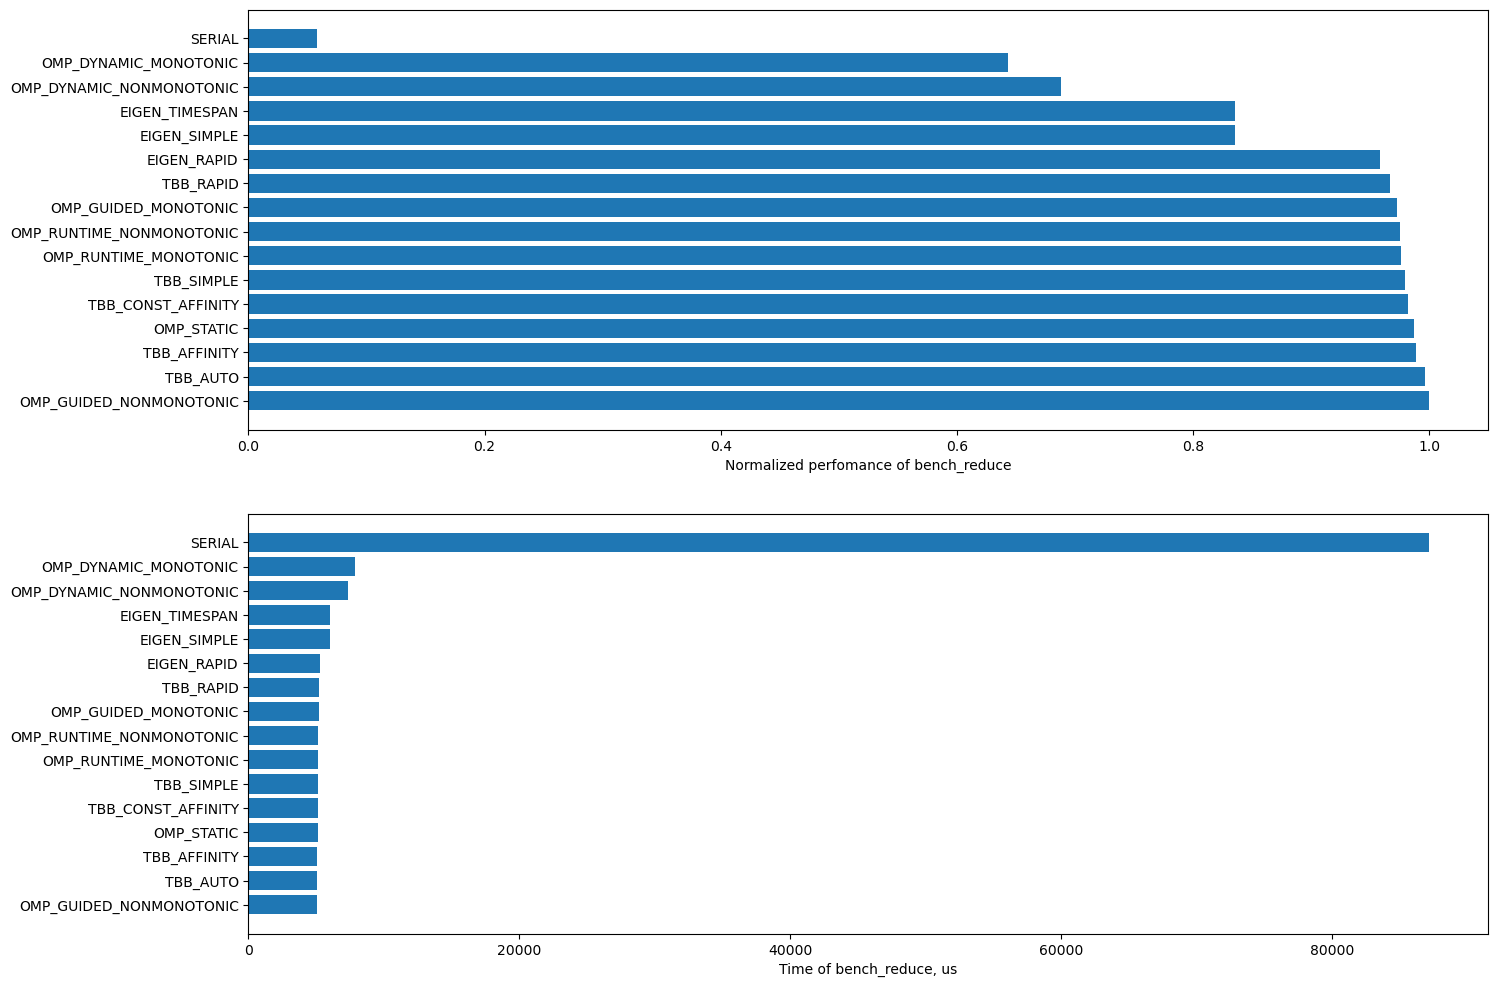 SERIAL
OMP_DYNAMIC_MONOTONIC
OMP_DYNAMIC_NONMONOTONIC
EIGEN_TIMESPAN
EIGEN_SIMPLE
EIGEN_RAPID
TBB_RAPID
OMP_GUIDED_MONOTONIC
OMP_RUNTIME_NONMONOTONIC
OMP_RUNTIME_MONOTONIC
TBB_SIMPLE
TBB_CONST_AFFINITY
OMP_STATIC
TBB_AFFINITY
TBB_AUTO
OMP_GUIDED_NONMONOTONIC
0.0 0.2 0.4 0.6 0.8 1.0
Normalized perfomance of bench_reduce
SERIAL
OMP_DYNAMIC_MONOTONIC
OMP_DYNAMIC_NONMONOTONIC
EIGEN_TIMESPAN
EIGEN_SIMPLE
EIGEN_RAPID
TBB_RAPID
OMP_GUIDED_MONOTONIC
OMP_RUNTIME_NONMONOTONIC
OMP_RUNTIME_MONOTONIC
TBB_SIMPLE
TBB_CONST_AFFINITY
OMP_STATIC
TBB_AFFINITY
TBB_AUTO
OMP_GUIDED_NONMONOTONIC
0 20000 40000 60000 80000
Time of bench_reduce, us